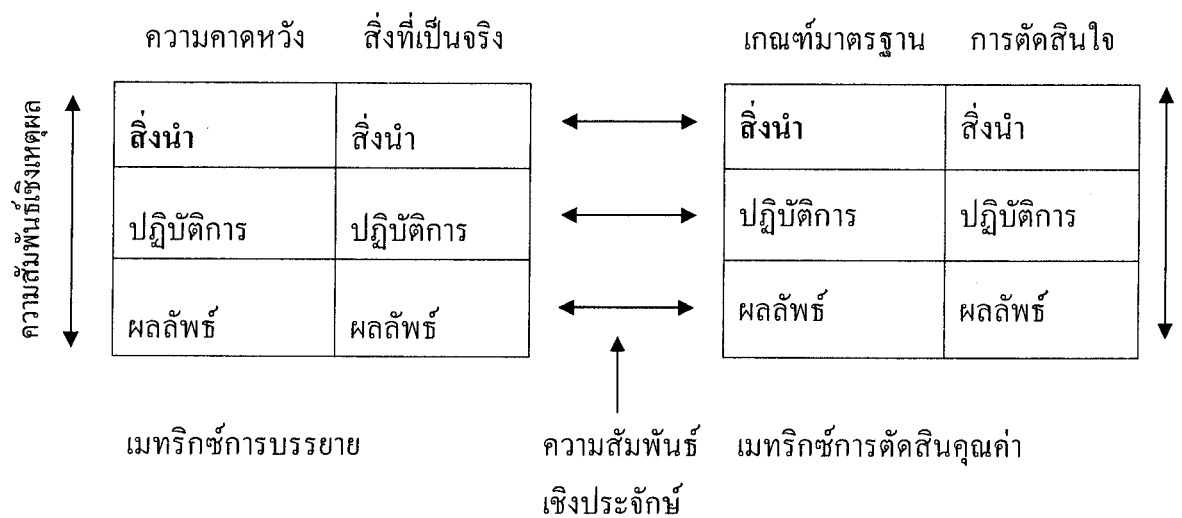 ความคาดหวัง สิ่งที่เป็นจริง เกณฑ์มาตรฐาน การตัดสินใจ
ความสัมพันธ์เชิงเหตุผล
สิ่งนำ สิ่งนำ สิ่งนำ สิ่งนำ
ปฏิบัติการ ปฏิบัติการ ปฏิบัติการ ปฏิบัติการ
ผลลัพธ์ ผลลัพธ์ ผลลัพธ์ ผลลัพธ์
เมทริกซ์การบรรยาย ความสัมพันธ์ เมทริกซ์การตัดสินคุณค่า
เชิงประจักษ์